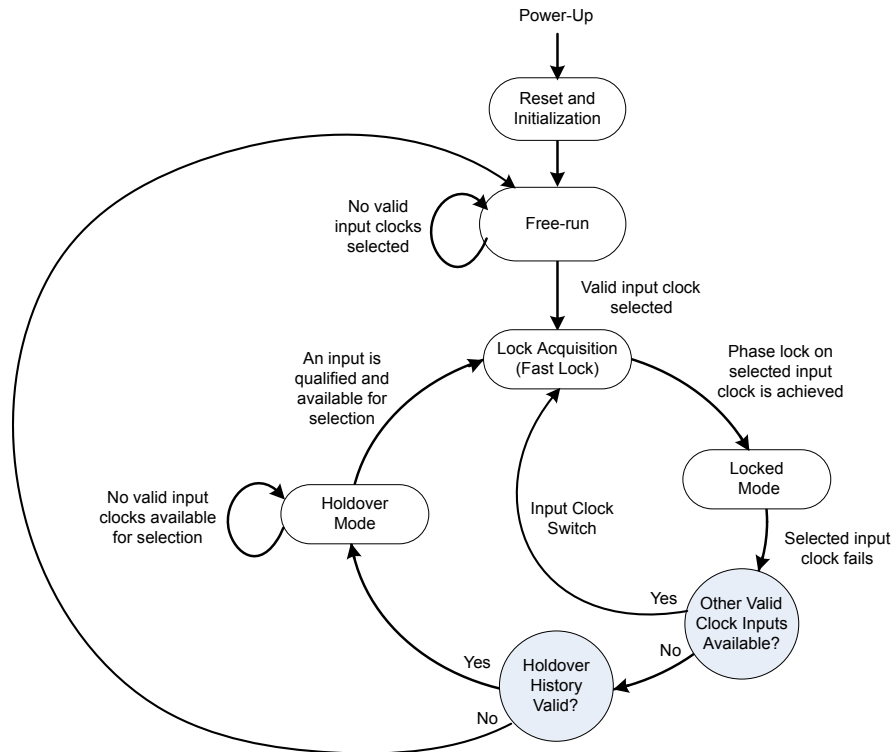 Power-Up
Reset and
Initialization
No valid
input clocks
selected
Free-run
Valid input clock
selected
An input is
qualified and
available for
selection
Lock Acquisition
(Fast Lock)
Phase lock on
selected input
clock is achieved
Locked
Mode
No valid input
clocks available
for selection
Holdover
Mode
Input Clock
Switch
Selected input
clock fails
Yes
Other Valid
Clock Inputs
Available?
No
Yes
Holdover
History
Valid?
No